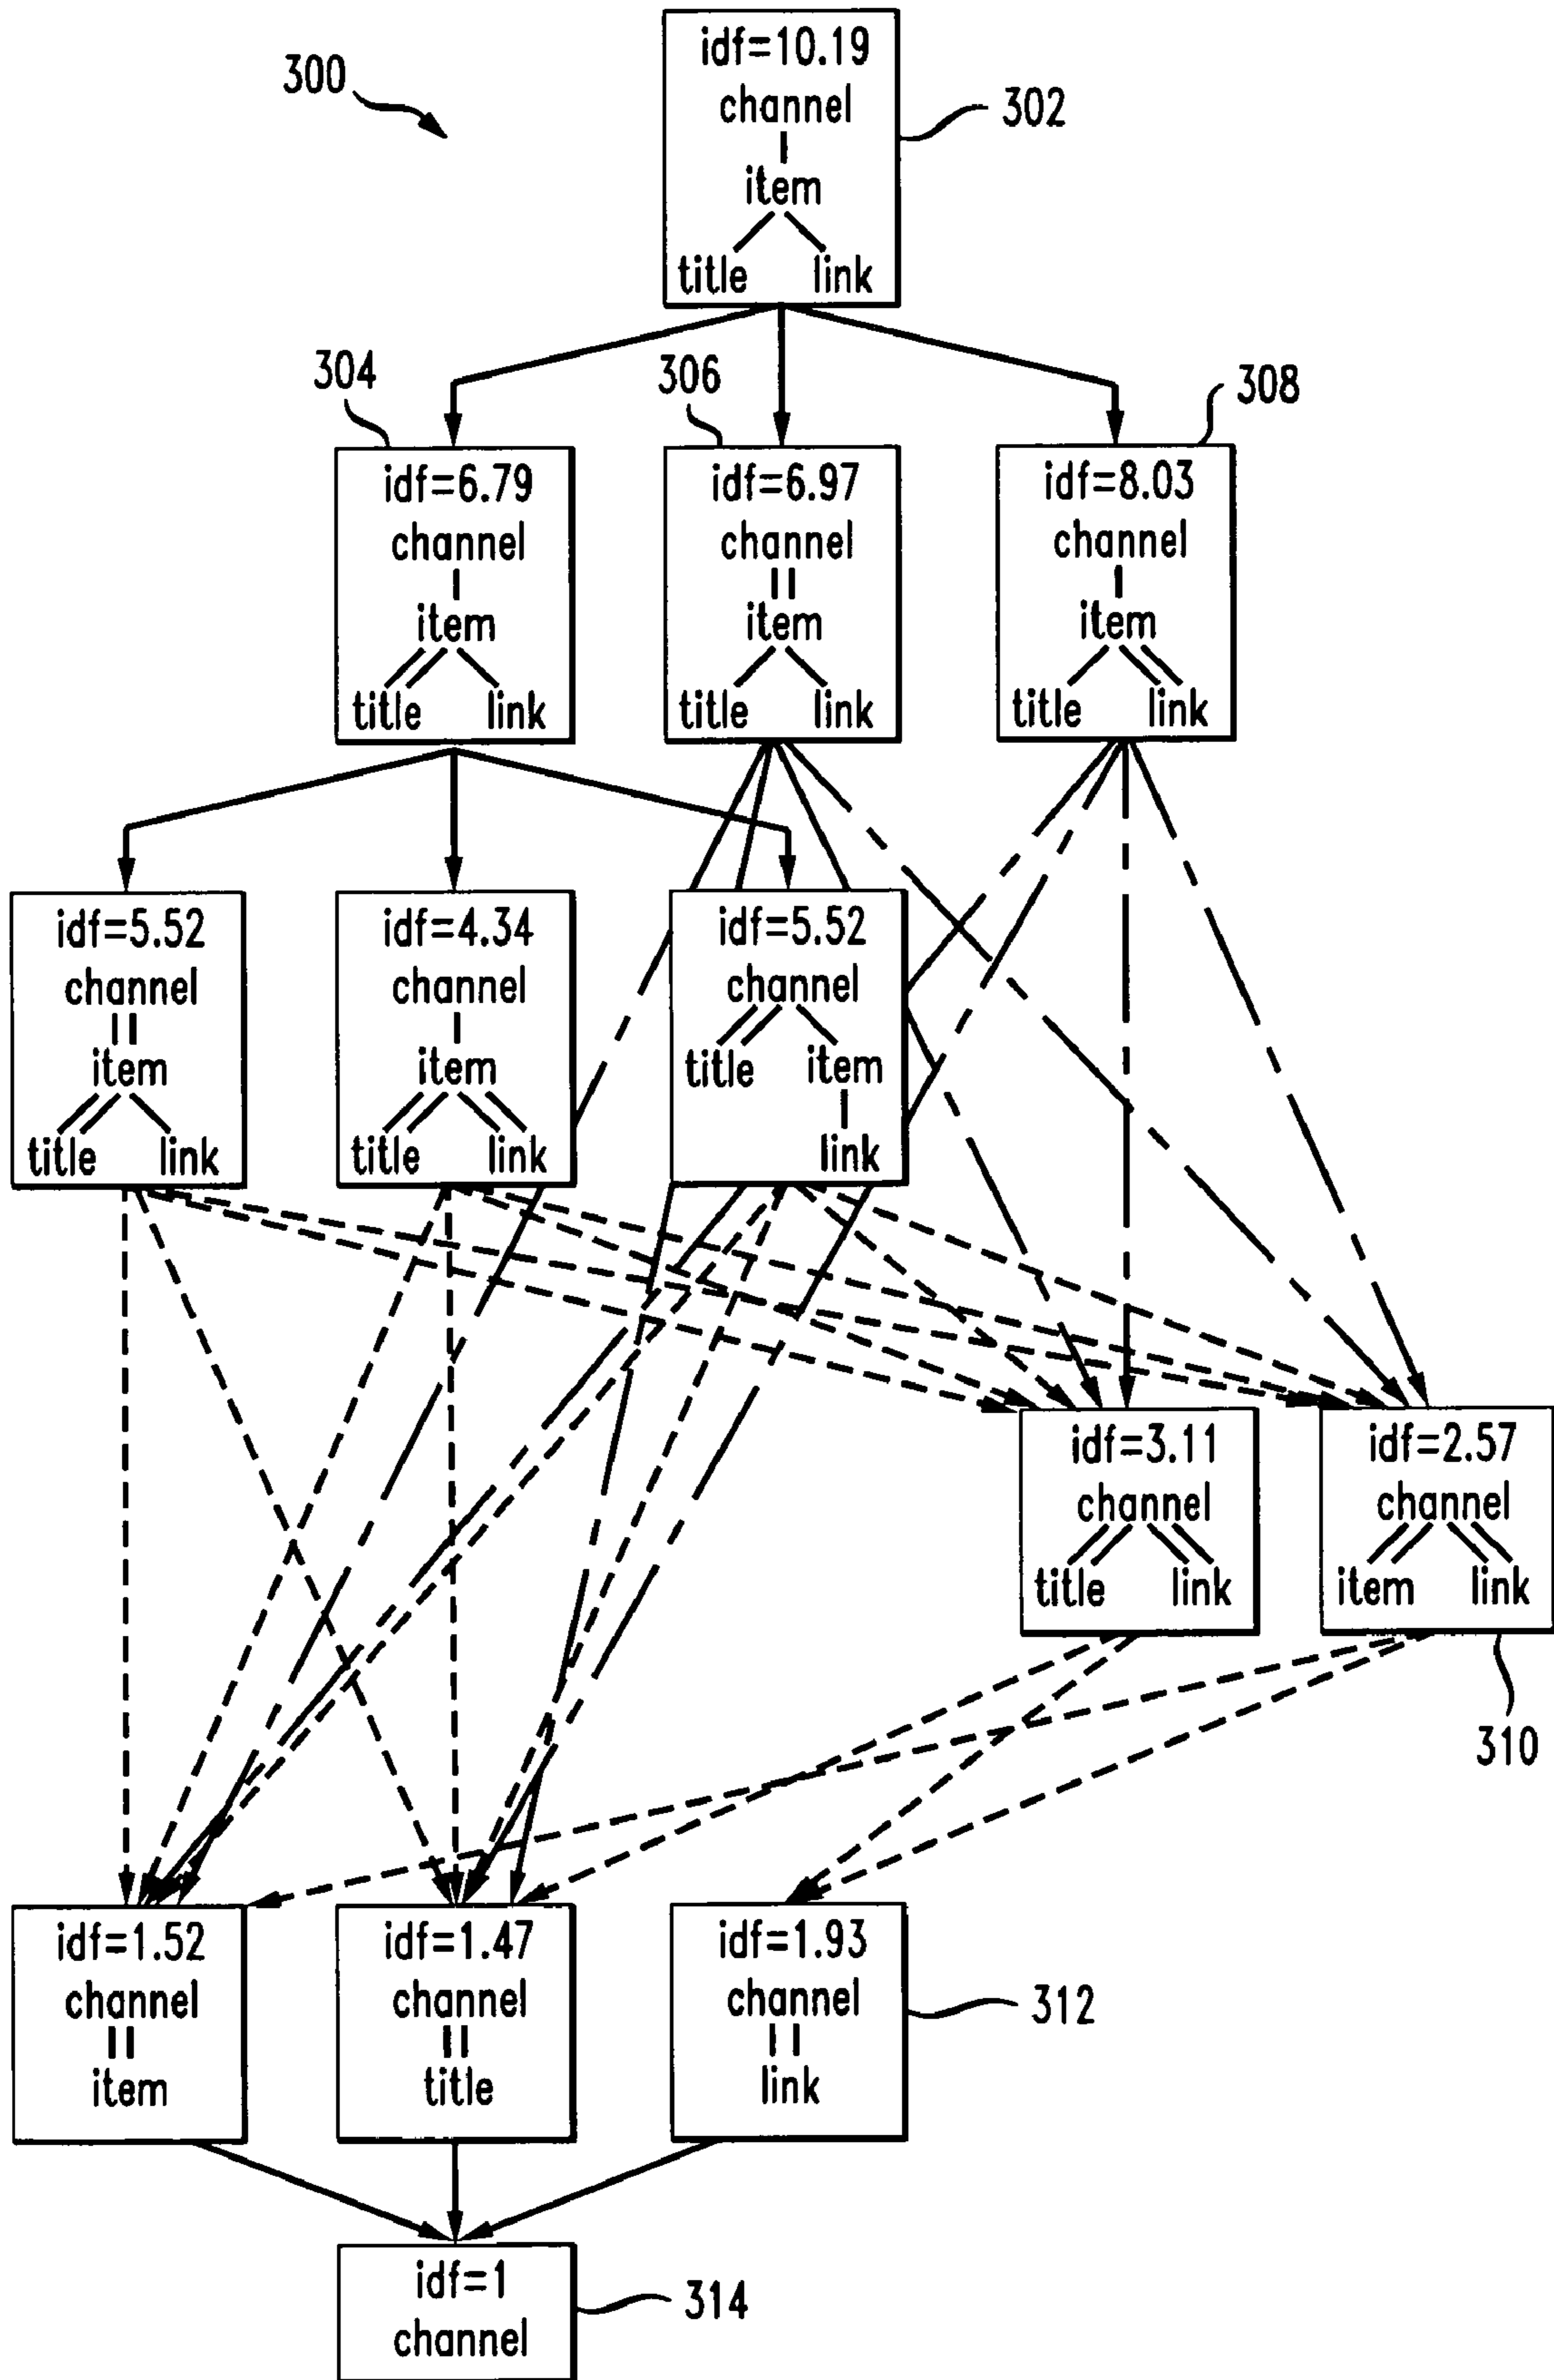 300
idf=10.19
channel
item
title link
302
304
idf=6.79
channel
item
title link
306
idf=6.97
channel
item
title link
308
idf=8.03
channel
item
title link
idf=5.52
channel
item
title link
idf=4.34
channel
item
title link
idf=5.52
channel
title item
link
idf=3.11
channel
title link
idf=2.57
channel
item link
310
idf=1.52
channel
item
idf=1.47
channel
title
idf=1.93
channel
link
312
idf=1
channel
314